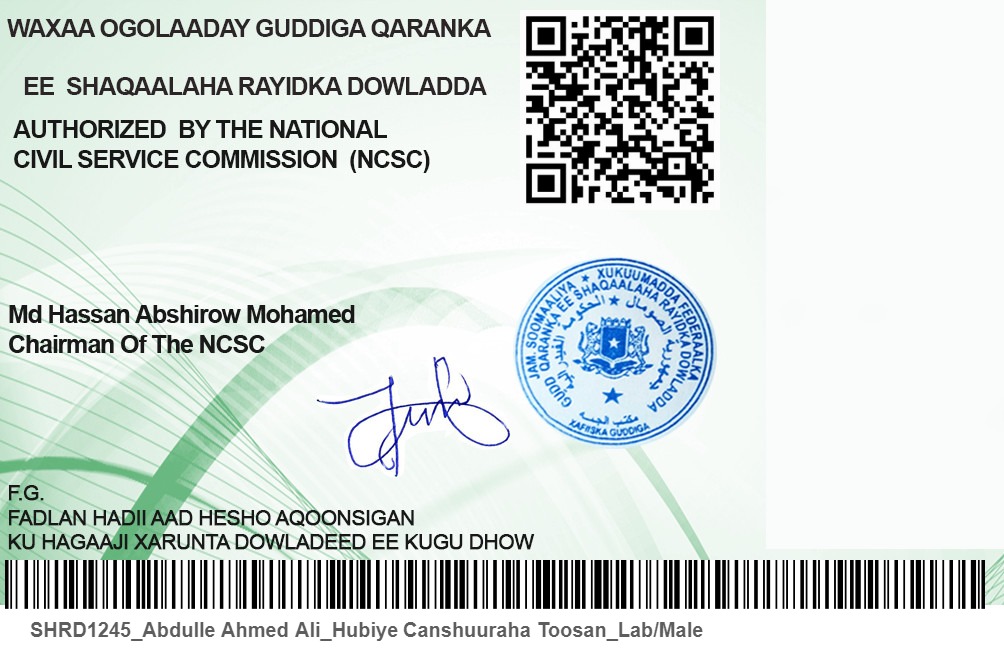 WAXAA OGOLAADAY GUDDIGA QARANKA
EE SHAQAALAHA RAYIDKA DOWLADDA
AUTHORIZED BY THE NATIONAL
CIVIL SERVICE COMMISSION (NCSC)
Md Hassan Abshirow Mohamed
Chairman Of The NCSC
JAM. SOOMAALIYA ★ XUKUUMADDA FEDERAALKA
GUDD QARANKA EE SHAQAALAHA RAYIDKA DOWLADDA
XAFIISKA GUDDIGA
F.G.
FADLAN HADII AAD HESHO AQOONSIGAN
KU HAGAAJI XARUNTA DOWLADEED EE KUGU DHOW
SHRD1245_Abdulle Ahmed Ali_Hubiye Canshuuraha Toosan_Lab/Male